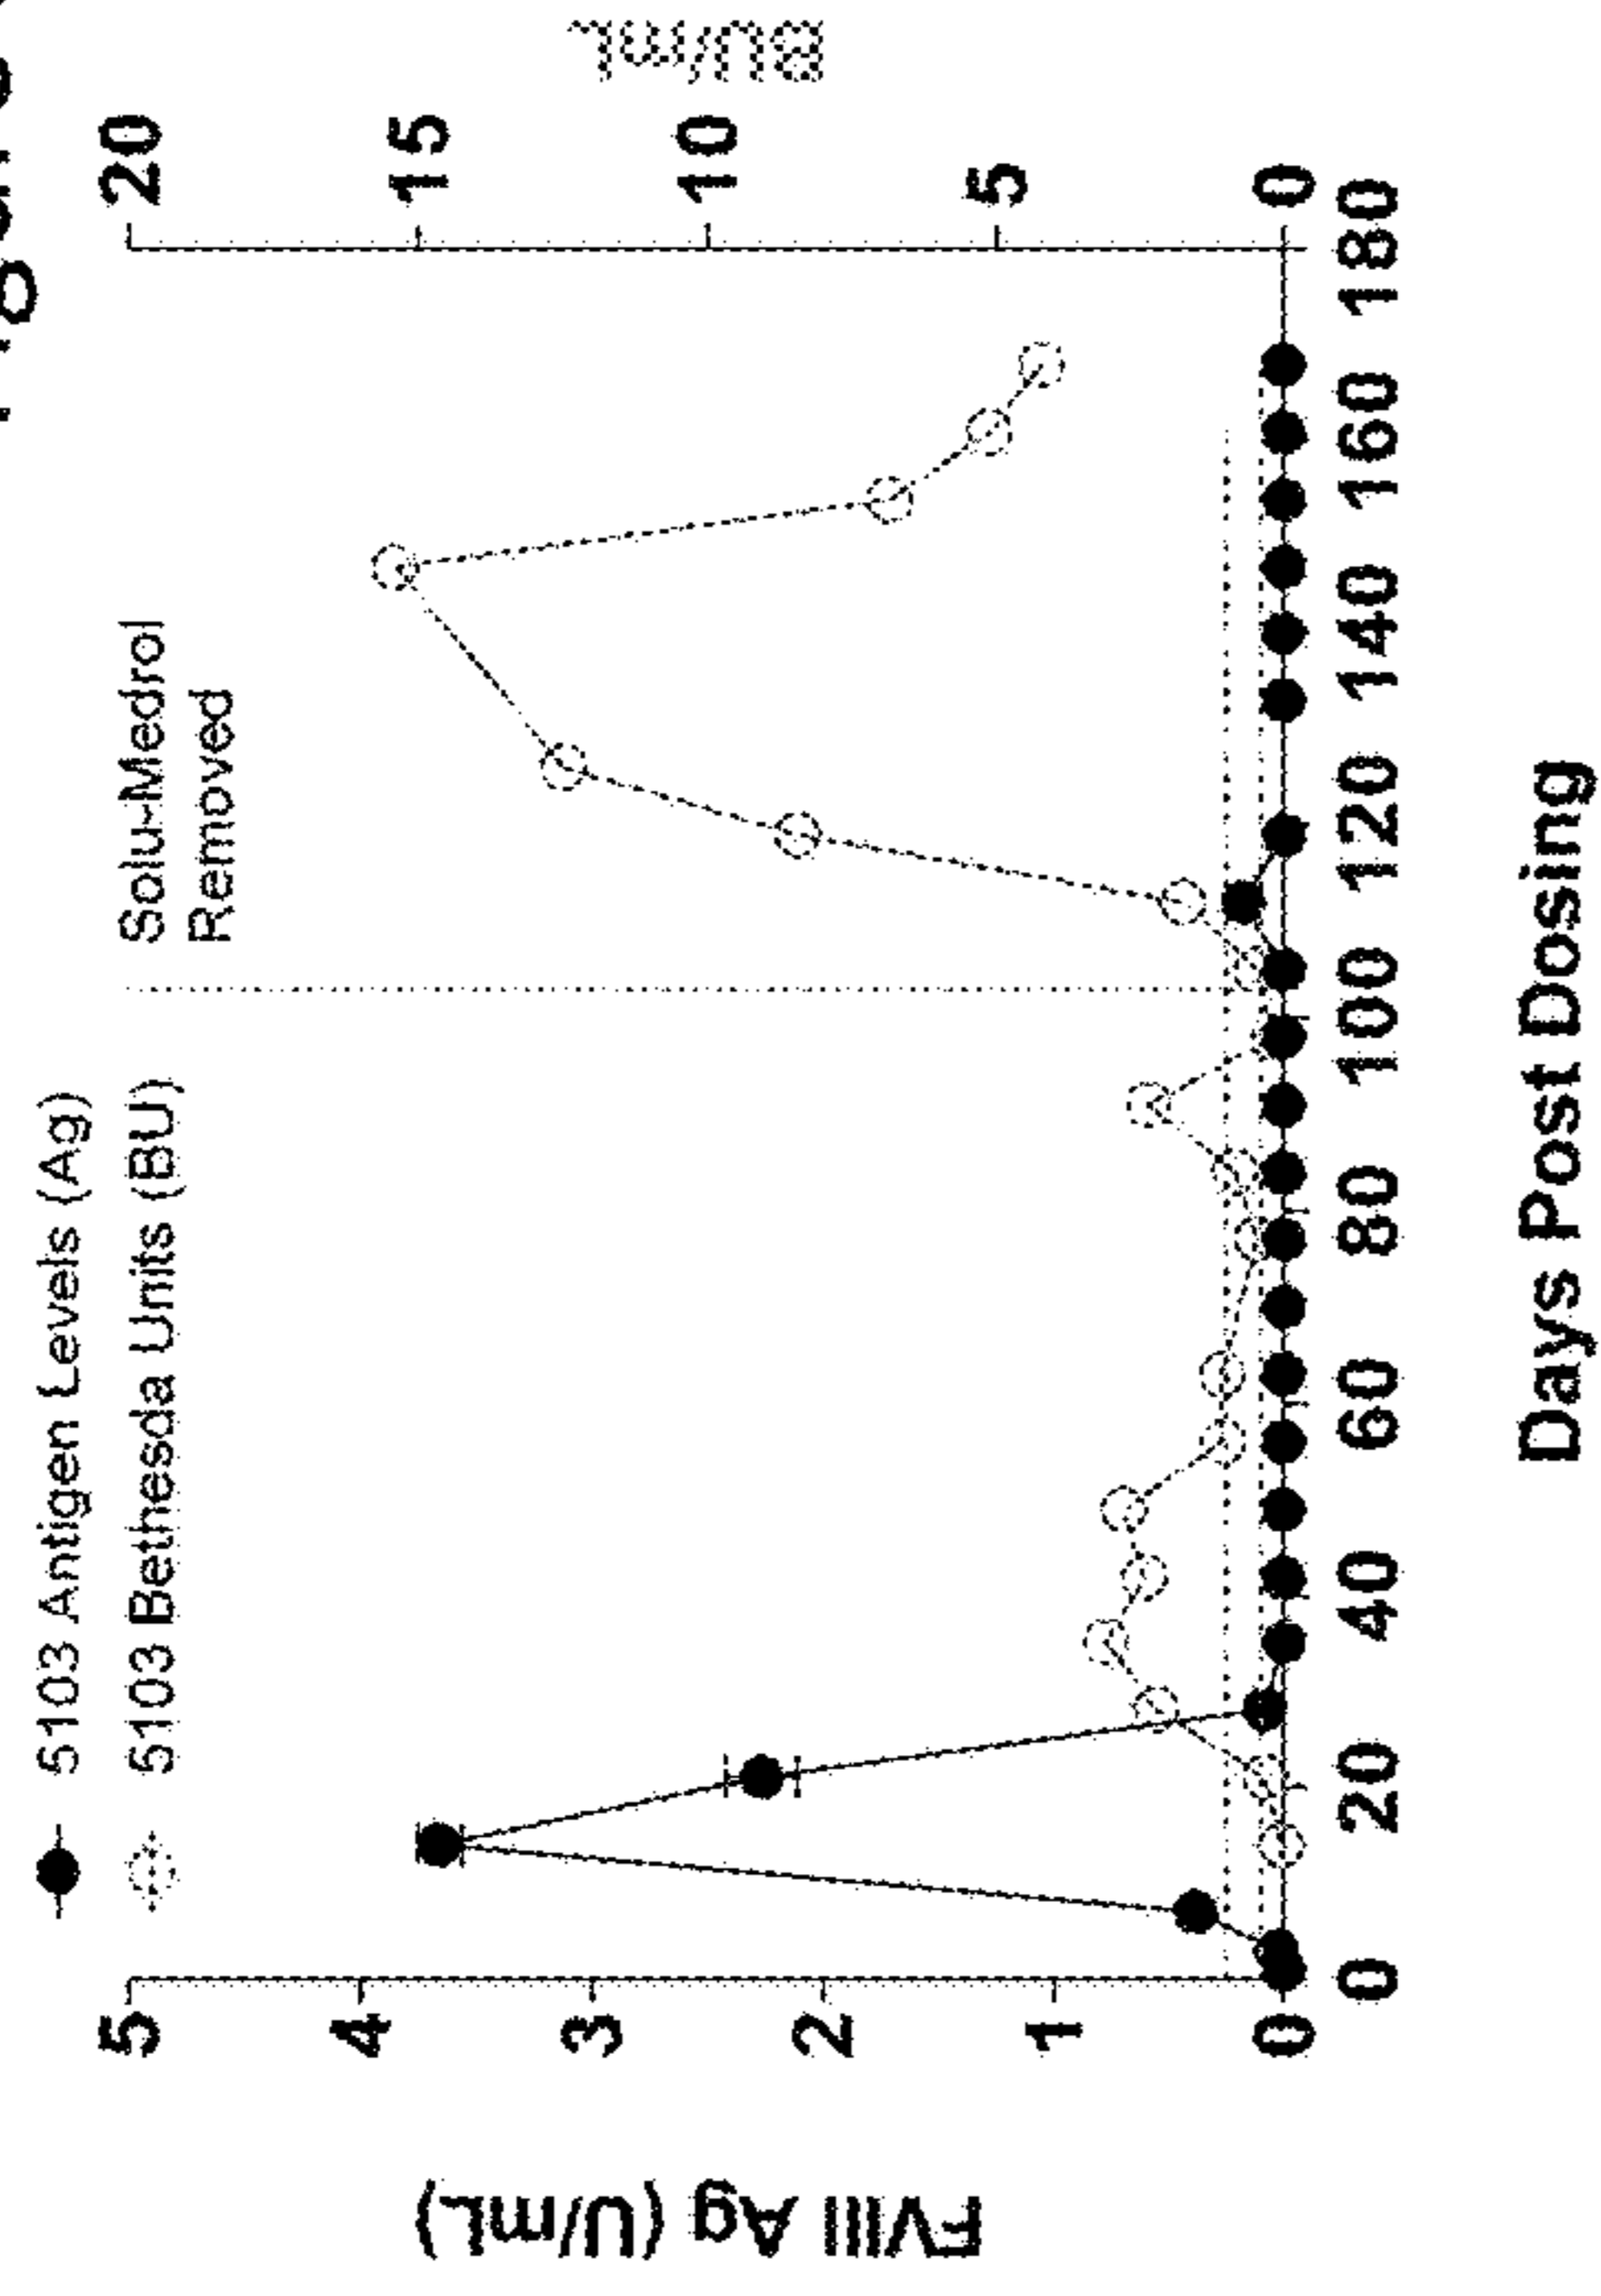 5103 Antigen Levels (Ag)
5103 Bethesda Units (BU)
Solu-Medrol
Removed
FVIII Ag (U/mL)
5
4
3
2
1
0
BU/mL
20
15
10
5
0
0 20 40 60 80 100 120 140 160 180
Days Post Dosing